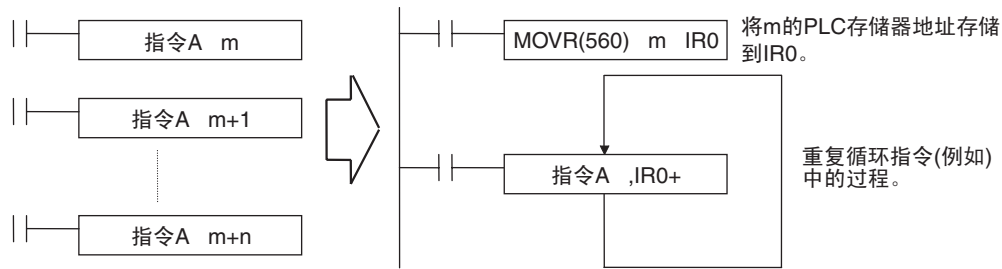 指令A m
指令A m+1
指令A m+n
MOVR(560) m IR0
将m的PLC存储器地址存储
到IR0。
指令A ,IR0+
重复循环指令(例如)
中的过程。